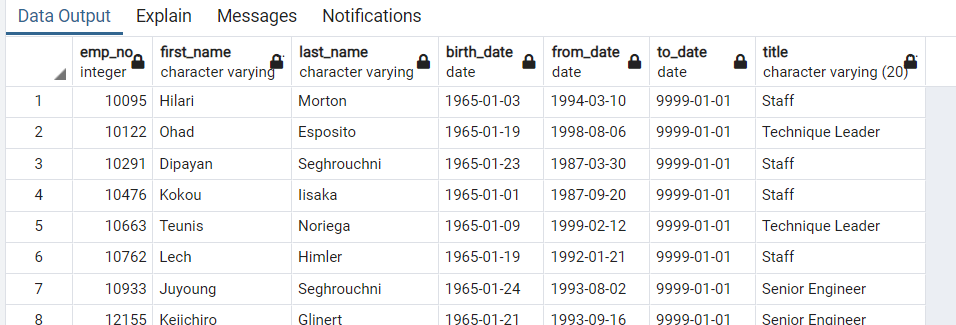 Data Output Explain Messages Notifications
emp_no first_name last_name birth_date from_date to_date title
integer character varying character varying date date date character varying (20)
1 10095 Hilari Morton 1965-01-03 1994-03-10 9999-01-01 Staff
2 10122 Ohad Esposito 1965-01-19 1998-08-06 9999-01-01 Technique Leader
3 10291 Dipayan Seghrouchni 1965-01-23 1987-03-30 9999-01-01 Staff
4 10476 Kokou Iisaka 1965-01-01 1987-09-20 9999-01-01 Staff
5 10663 Teunis Noriega 1965-01-09 1999-02-12 9999-01-01 Technique Leader
6 10762 Lech Himler 1965-01-19 1992-01-21 9999-01-01 Staff
7 10933 Juyoung Seghrouchni 1965-01-24 1993-08-02 9999-01-01 Senior Engineer
8 12155 Keiichiro Glinert 1965-01-21 1993-09-16 9999-01-01 Senior Engineer